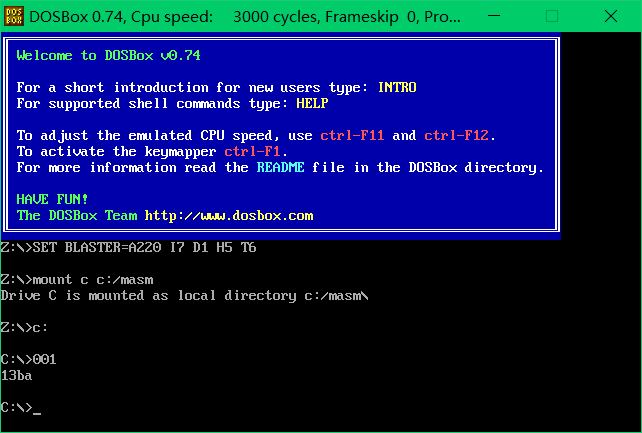 DOS
BOX
DOSBox 0.74, Cpu speed: 3000 cycles, Frameskip 0, Pro...
Welcome to DOSBox v0.74
For a short introduction for new users type: INTRO
For supported shell commands type: HELP
To adjust the emulated CPU speed, use ctrl-F11 and ctrl-F12.
To activate the keymapper ctrl-F1.
For more information read the README file in the DOSBox directory.
HAVE FUN!
The DOSBox Team http://www.dosbox.com
Z:\>SET BLASTER=A220 I7 D1 H5 T6
Z:\>mount c c:/masm
Drive C is mounted as local directory c:/masm\
Z:\>c:
C:\>001
13ba
C:\>_